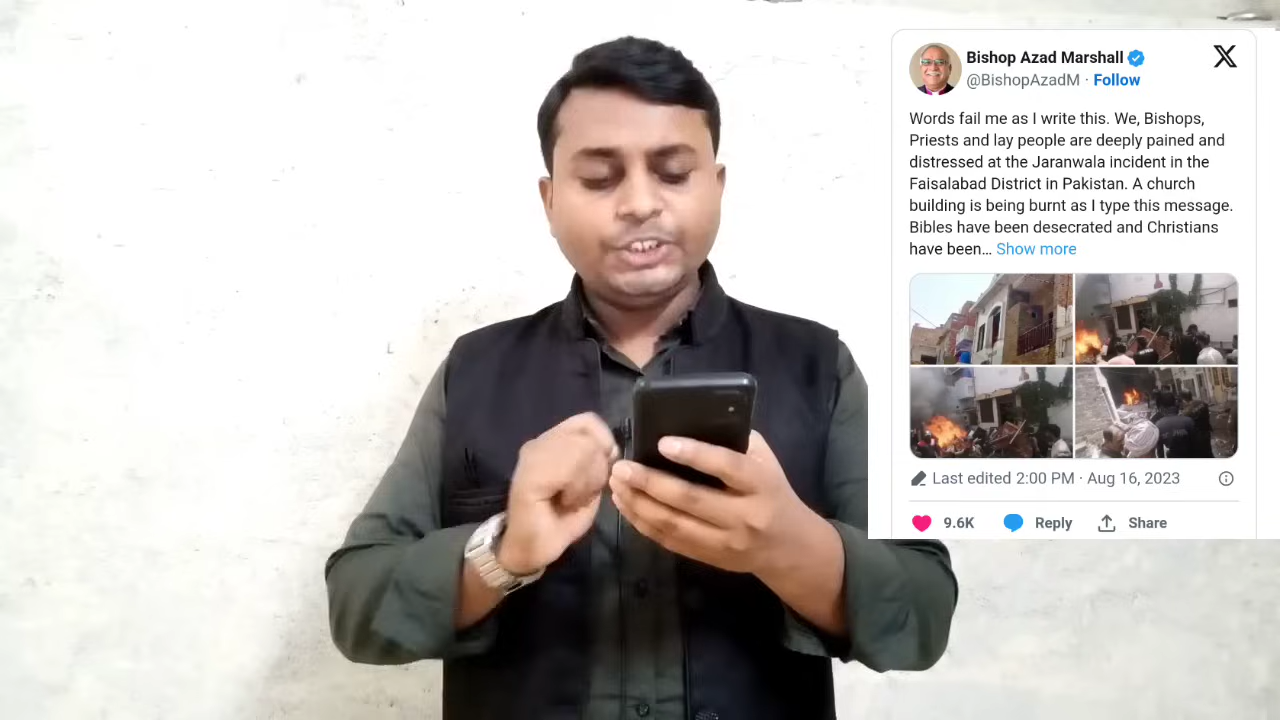 Bishop Azad Marshall
@BishopAzadM · Follow
Words fail me as I write this. We, Bishops,
Priests and lay people are deeply pained and
distressed at the Jaranwala incident in the
Faisalabad District in Pakistan. A church
building is being burnt as I type this message.
Bibles have been desecrated and Christians
have been... Show more
Last edited 2:00 PM · Aug 16, 2023
9.6K Reply Share